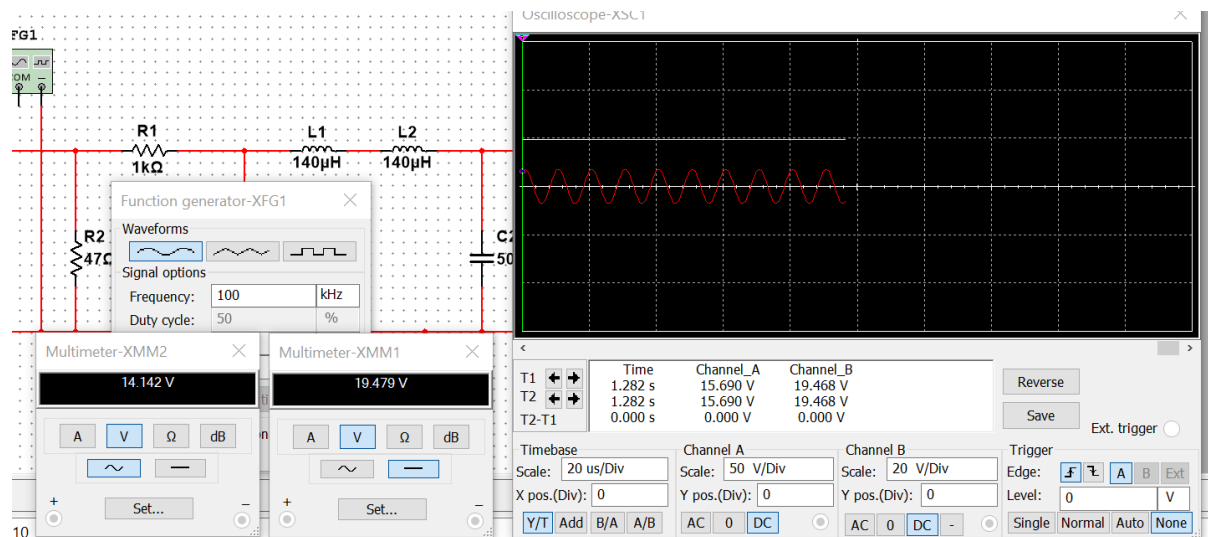 Oscilloscope-XSC1
FG1
COM
R1
1kΩ
L1
140µH
L2
140µH
R2
47Ω
C2
50
Function generator-XFG1
Waveforms
Signal options
Frequency: 100 kHz
Duty cycle: 50 %
Multimeter-XMM2
14.142 V
A V Ω dB
+ Set... -
Multimeter-XMM1
19.479 V
A V Ω dB
+ Set... -
10
Time Channel_A Channel_B
T1 1.282 s 15.690 V 19.468 V
T2 1.282 s 15.690 V 19.468 V
T2-T1 0.000 s 0.000 V 0.000 V
Reverse
Save
Ext. trigger
Timebase
Scale: 20 us/Div
X pos.(Div): 0
Y/T Add B/A A/B
Channel A
Scale: 50 V/Div
Y pos.(Div): 0
AC 0 DC
Channel B
Scale: 20 V/Div
Y pos.(Div): 0
AC 0 DC -
Trigger
Edge: A B Ext
Level: 0 V
Single Normal Auto None